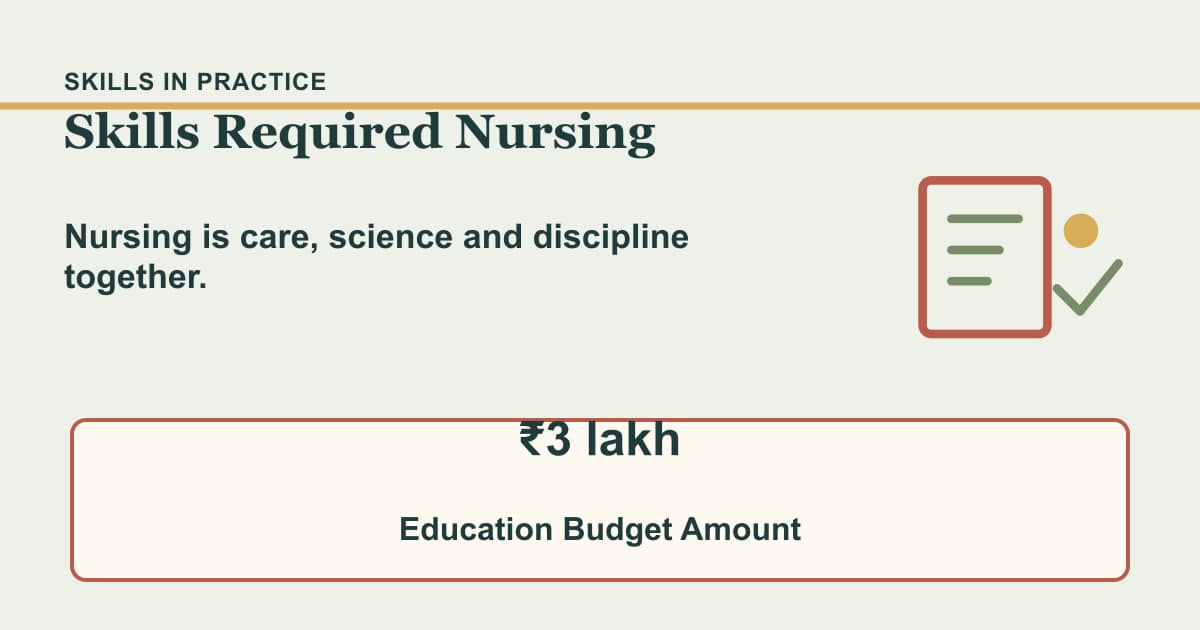 SKILLS IN PRACTICE
Skills Required Nursing
Nursing is care, science and discipline
together.
₹3 lakh
Education Budget Amount